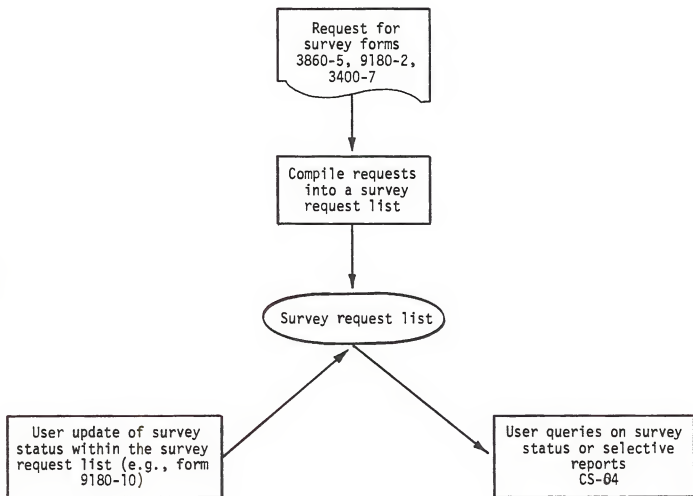 Request for
survey forms
3860-5, 9180-2,
3400-7
Compile requests
into a survey
request list
Survey request list
User update of survey
status within the survey
request list (e.g., form
9180-10)
User queries on survey
status or selective
reports
CS-04